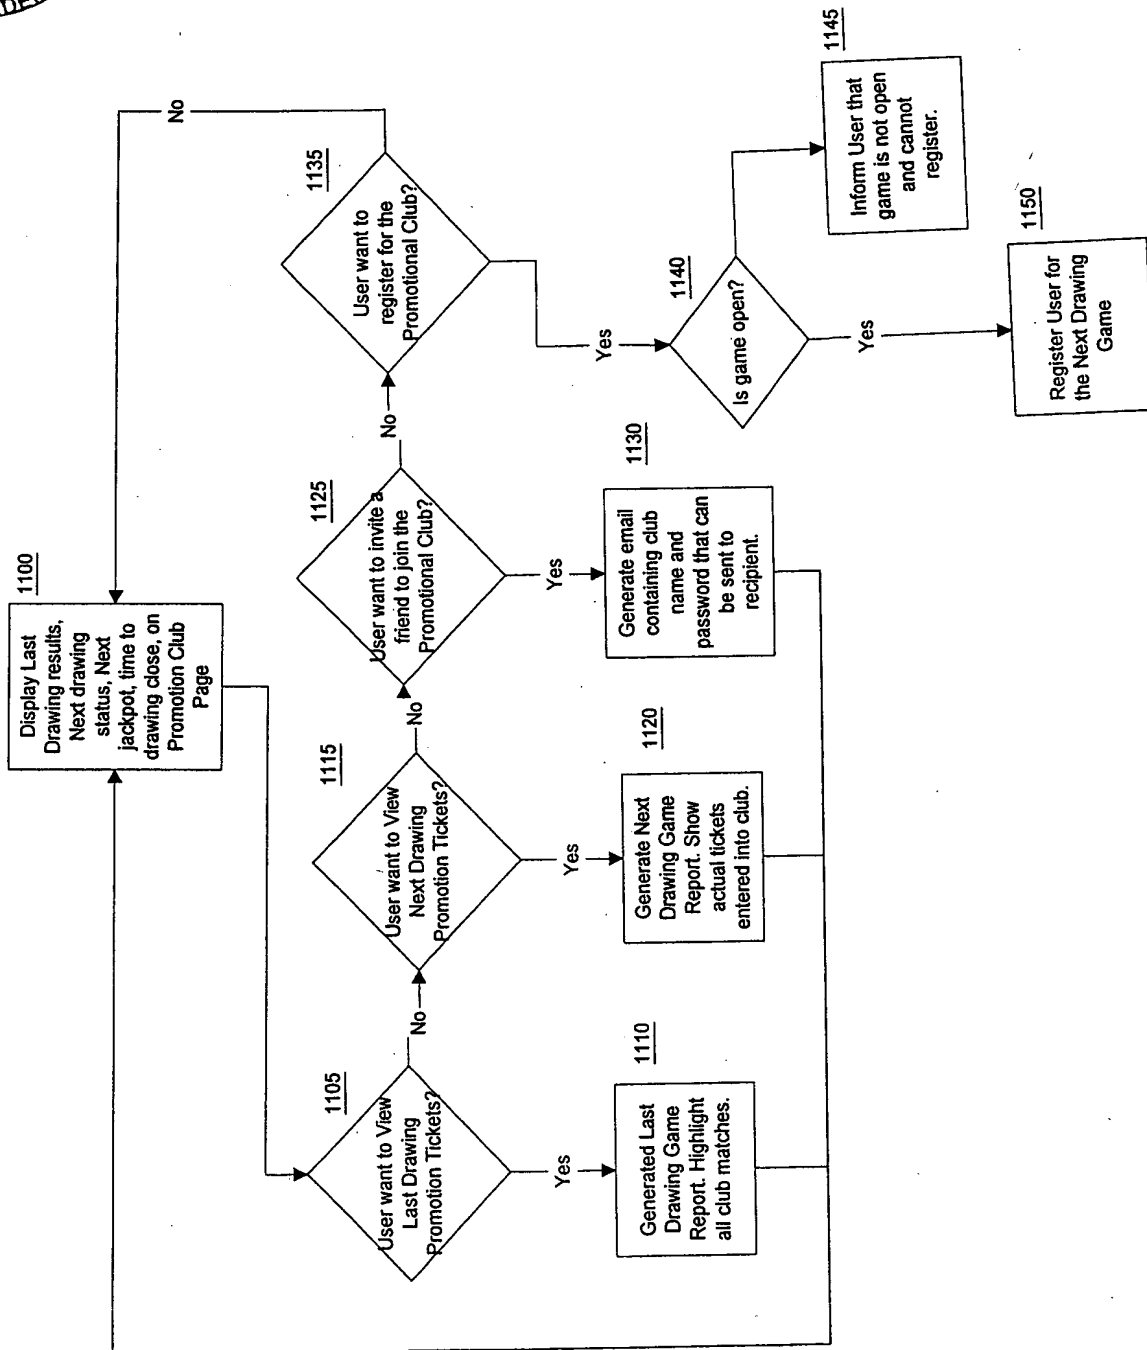 1100
Display Last
Drawing results,
Next drawing
status, Next
jackpot, time to
drawing close, on
Promotion Club
Page
1105
User want to View
Last Drawing
Promotion Tickets?
No
Yes
1110
Generated Last
Drawing Game
Report. Highlight
all club matches.
1115
User want to View
Next Drawing
Promotion Tickets?
No
Yes
1120
Generate Next
Drawing Game
Report. Show
actual tickets
entered into club.
1125
User want to invite a
friend to join the
Promotional Club?
No
Yes
1130
Generate email
containing club
name and
password that can
be sent to
recipient.
1135
User want to
register for the
Promotional Club?
No
Yes
1140
Is game open?
Yes
1145
Inform User that
game is not open
and cannot
register.
1150
Register User for
the Next Drawing
Game